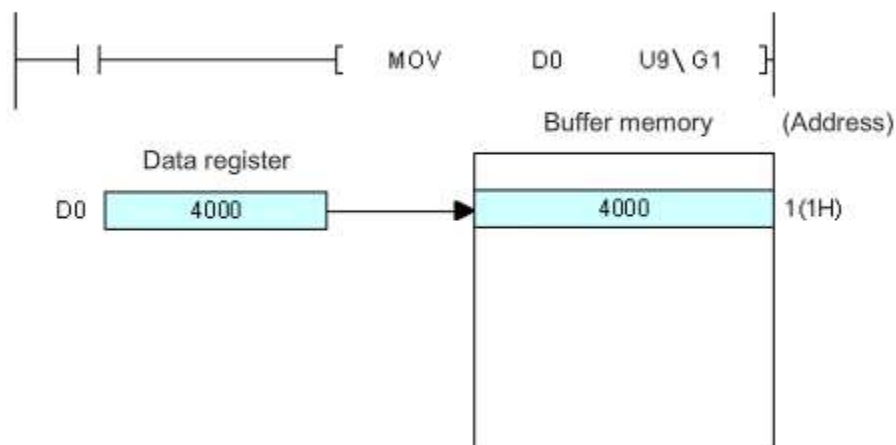 MOV D0 U9\G1
Buffer memory (Address)
Data register
D0 4000 4000 1(1H)